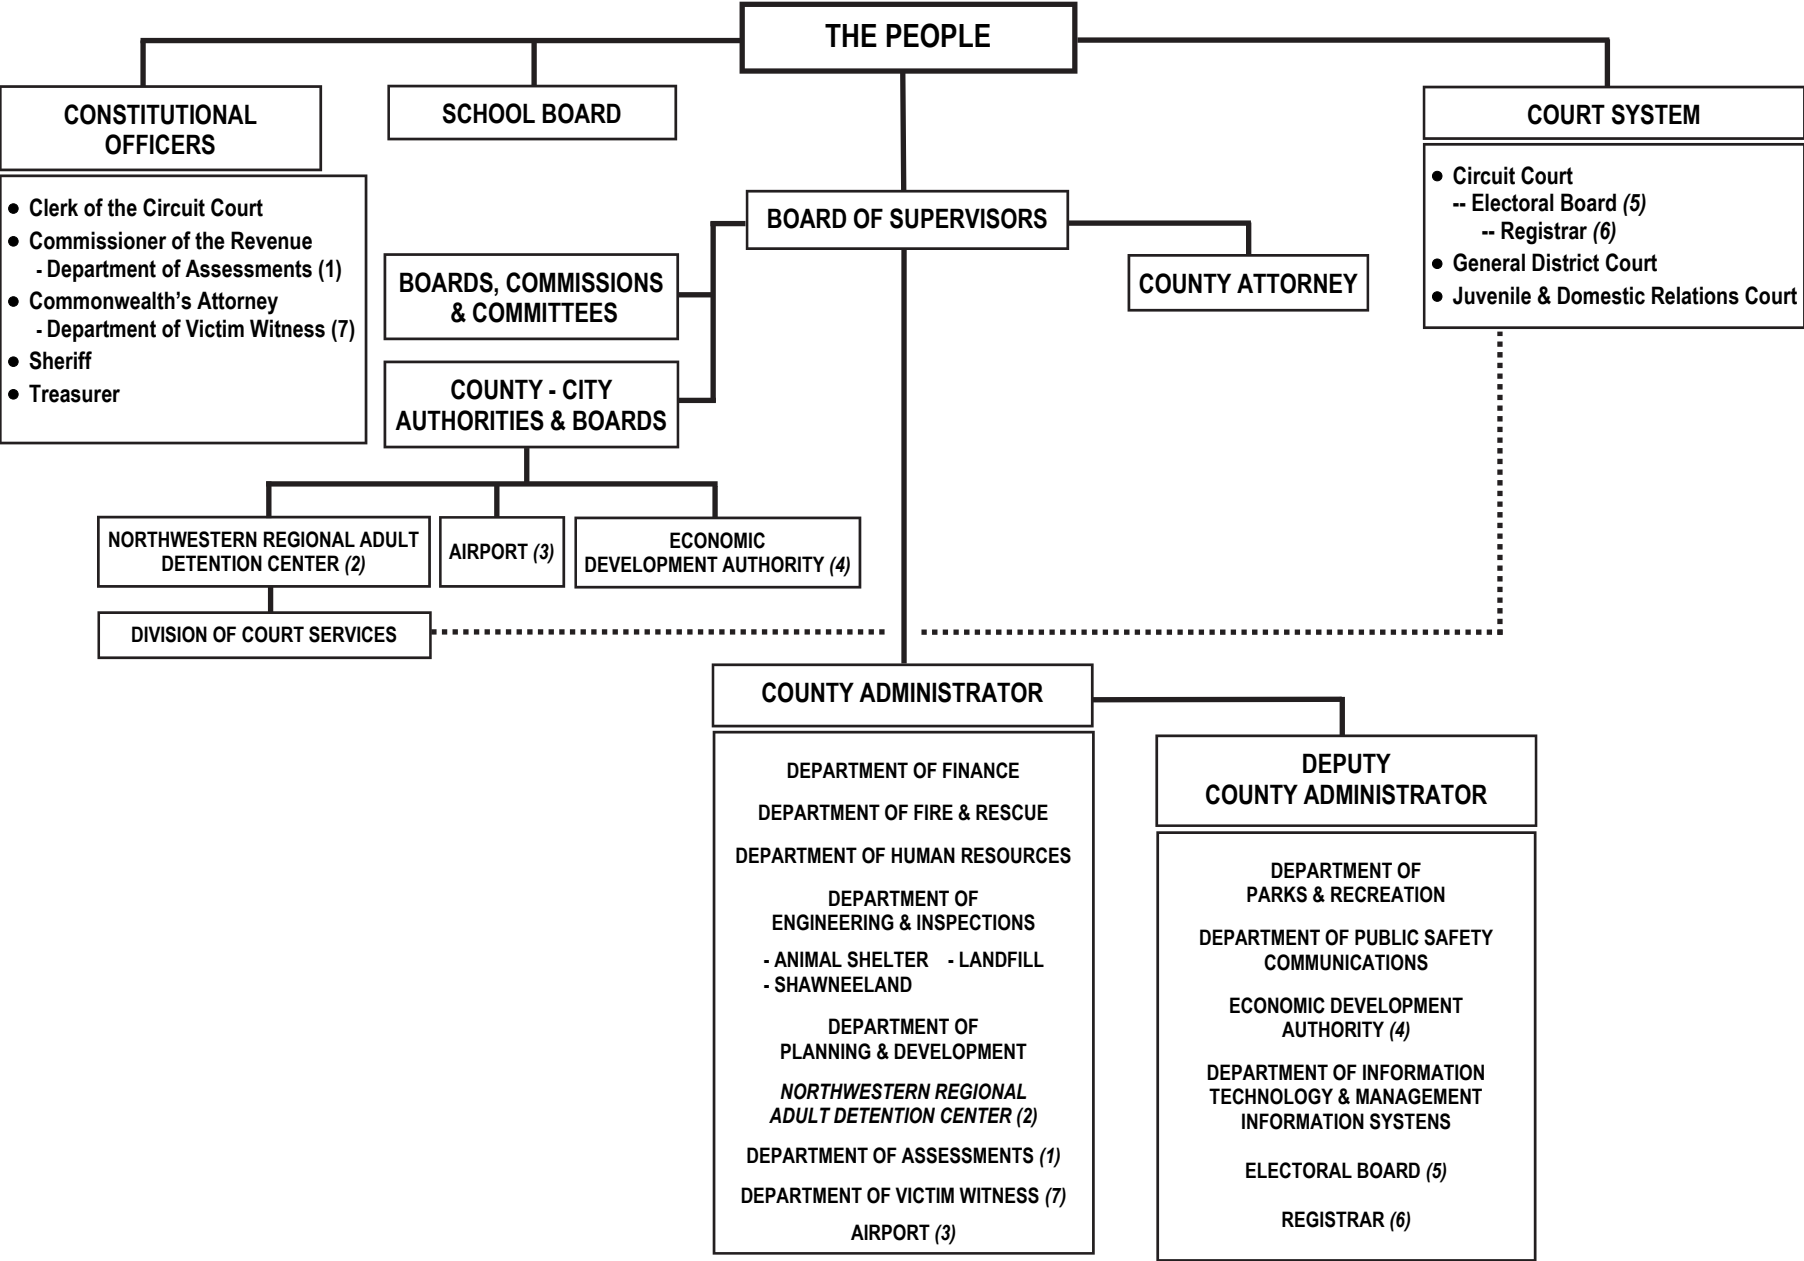 THE PEOPLE
CONSTITUTIONAL
OFFICERS
SCHOOL BOARD
COURT SYSTEM
● Clerk of the Circuit Court
● Commissioner of the Revenue
- Department of Assessments (1)
● Commonwealth’s Attorney
- Department of Victim Witness (7)
● Sheriff
● Treasurer
● Circuit Court
-- Electoral Board (5)
-- Registrar (6)
● General District Court
● Juvenile & Domestic Relations Court
BOARD OF SUPERVISORS
BOARDS, COMMISSIONS
& COMMITTEES
COUNTY ATTORNEY
COUNTY - CITY
AUTHORITIES & BOARDS
NORTHWESTERN REGIONAL ADULT
DETENTION CENTER (2)
AIRPORT (3)
ECONOMIC
DEVELOPMENT AUTHORITY (4)
DIVISION OF COURT SERVICES
COUNTY ADMINISTRATOR
DEPARTMENT OF FINANCE
DEPARTMENT OF FIRE & RESCUE
DEPARTMENT OF HUMAN RESOURCES
DEPARTMENT OF
ENGINEERING & INSPECTIONS
- ANIMAL SHELTER - LANDFILL
- SHAWNEELAND
DEPARTMENT OF
PLANNING & DEVELOPMENT
NORTHWESTERN REGIONAL
ADULT DETENTION CENTER (2)
DEPARTMENT OF ASSESSMENTS (1)
DEPARTMENT OF VICTIM WITNESS (7)
AIRPORT (3)
DEPUTY
COUNTY ADMINISTRATOR
DEPARTMENT OF
PARKS & RECREATION
DEPARTMENT OF PUBLIC SAFETY
COMMUNICATIONS
ECONOMIC DEVELOPMENT
AUTHORITY (4)
DEPARTMENT OF INFORMATION
TECHNOLOGY & MANAGEMENT
INFORMATION SYSTENS
ELECTORAL BOARD (5)
REGISTRAR (6)